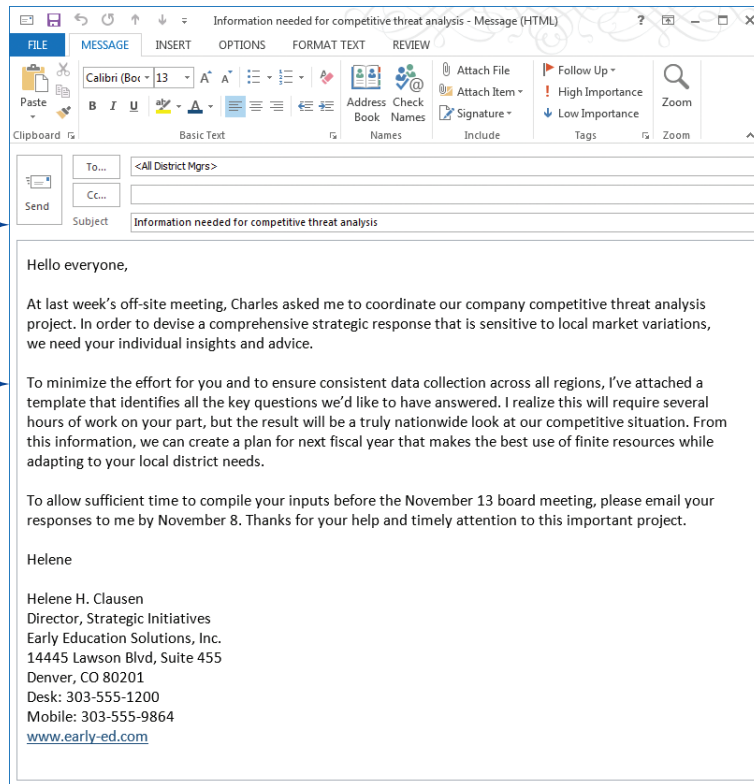 Information needed for competitive threat analysis - Message (HTML)
?
FILE MESSAGE INSERT OPTIONS FORMAT TEXT REVIEW
Paste
Clipboard
Calibri (Boc 13 A A
B I U aby A
Basic Text
Address Book
Check Names
Names
Attach File
Attach Item
Signature
Include
Follow Up
High Importance
Low Importance
Tags
Zoom
Zoom
Send
To... <All District Mgrs>
Cc...
Subject Information needed for competitive threat analysis
Hello everyone,
At last week’s off-site meeting, Charles asked me to coordinate our company competitive threat analysis
project. In order to devise a comprehensive strategic response that is sensitive to local market variations,
we need your individual insights and advice.
To minimize the effort for you and to ensure consistent data collection across all regions, I’ve attached a
template that identifies all the key questions we’d like to have answered. I realize this will require several
hours of work on your part, but the result will be a truly nationwide look at our competitive situation. From
this information, we can create a plan for next fiscal year that makes the best use of finite resources while
adapting to your local district needs.
To allow sufficient time to compile your inputs before the November 13 board meeting, please email your
responses to me by November 8. Thanks for your help and timely attention to this important project.
Helene
Helene H. Clausen
Director, Strategic Initiatives
Early Education Solutions, Inc.
14445 Lawson Blvd, Suite 455
Denver, CO 80201
Desk: 303-555-1200
Mobile: 303-555-9864
www.early-ed.com